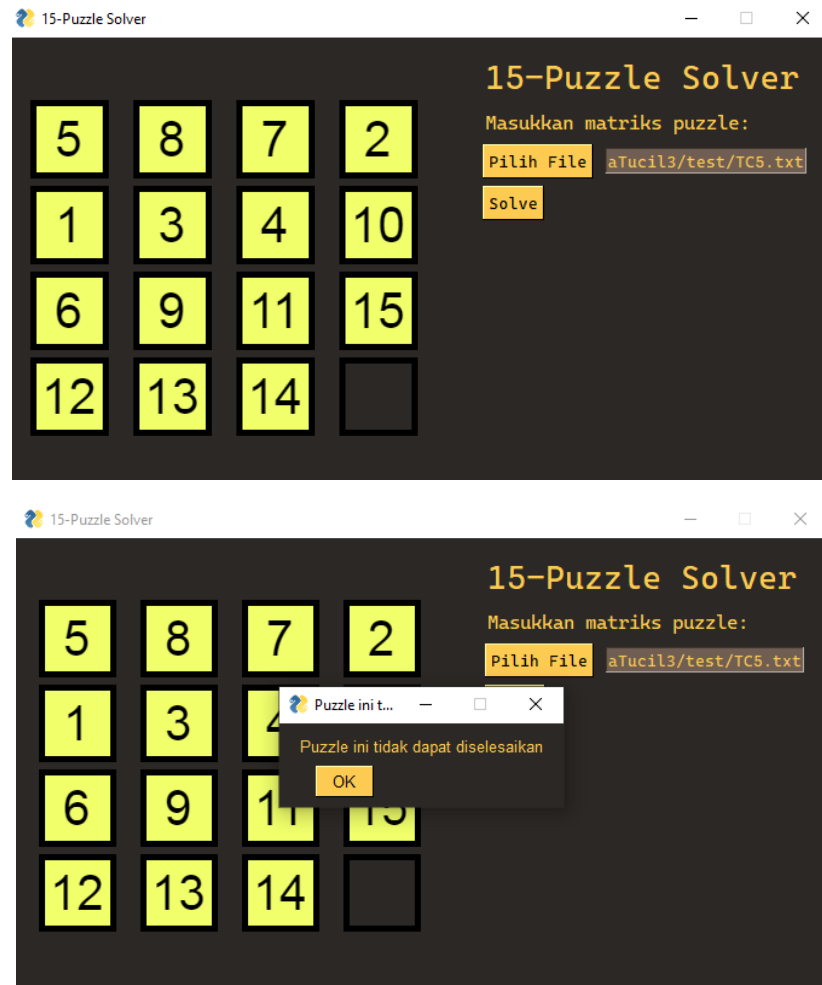 15-Puzzle Solver
15-Puzzle Solver
Masukkan matriks puzzle:
Pilih File aTucil3/test/TC5.txt
Solve
5 8 7 2
1 3 4 10
6 9 11 15
12 13 14
15-Puzzle Solver
15-Puzzle Solver
Masukkan matriks puzzle:
Pilih File aTucil3/test/TC5.txt
5 8 7 2
1 3 4
Puzzle ini t...
Puzzle ini tidak dapat diselesaikan
OK
6 9 11 15
12 13 14